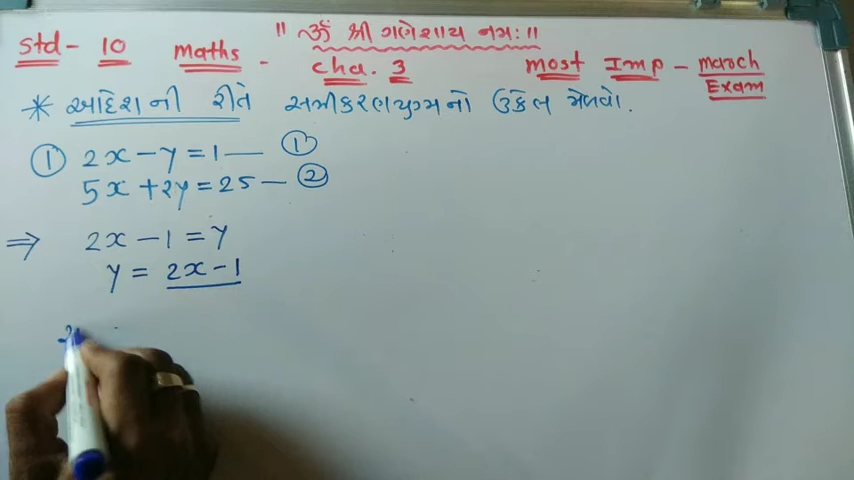 ॥ ૐ શ્રી ગણેશાય નમઃ ॥
Std - 10 Maths - cha. 3 most Imp - maroch Exam
* આદેશની રીતે સમીકરણયુગ્મનો ઉકેલ મેળવો.
① 2x - y = 1 — ①
5x + 2y = 25 — ②
⇒ 2x - 1 = y
y = 2x - 1